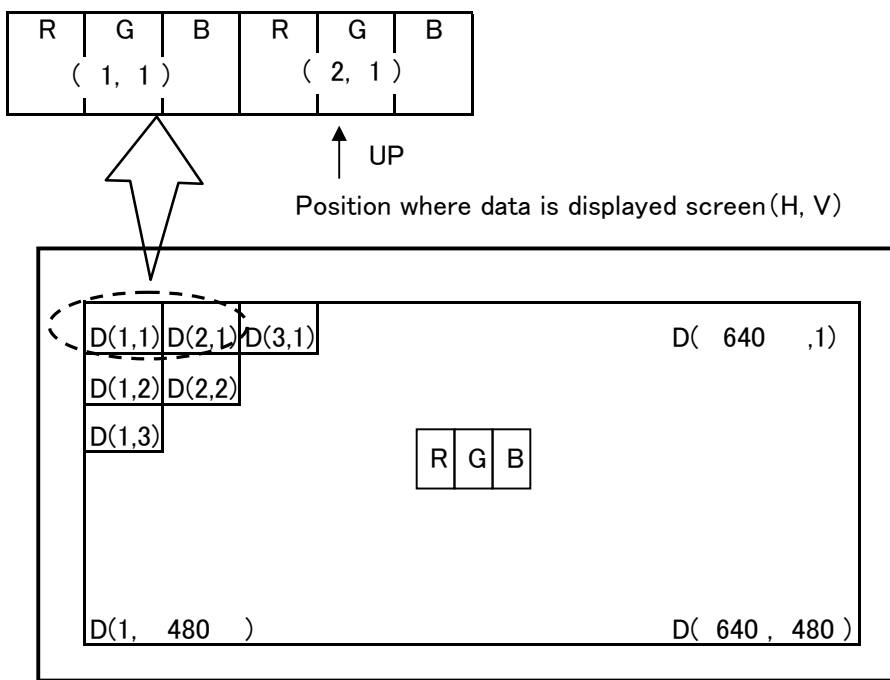 R G B R G B
( 1, 1 ) ( 2, 1 )
UP
Position where data is displayed screen(H, V)
D(1,1) D(2,1) D(3,1) D( 640 ,1)
D(1,2) D(2,2)
D(1,3)
R G B
D(1, 480 ) D( 640 , 480 )